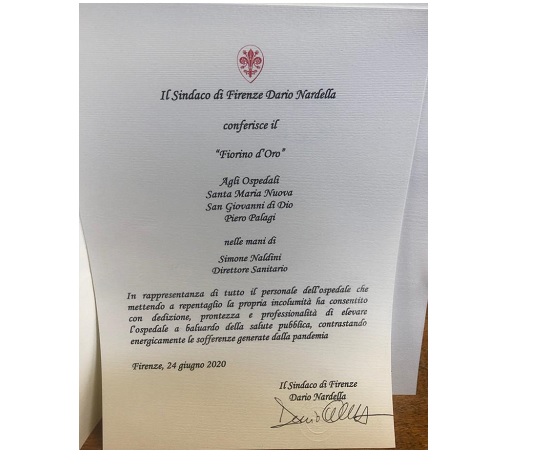 Il Sindaco di Firenze Dario Nardella
conferisce il
"Fiorino d'Oro"
Agli Ospedali
Santa Maria Nuova
San Giovanni di Dio
Piero Palagi
nelle mani di
Simone Naldini
Direttore Sanitario
In rappresentanza di tutto il personale dell'ospedale che
mettendo a repentaglio la propria incolumità ha consentito
con dedizione, prontezza e professionalità di elevare
l'ospedale a baluardo della salute pubblica, contrastando
energicamente le sofferenze generate dalla pandemia
Firenze, 24 giugno 2020
Il Sindaco di Firenze
Dario Nardella